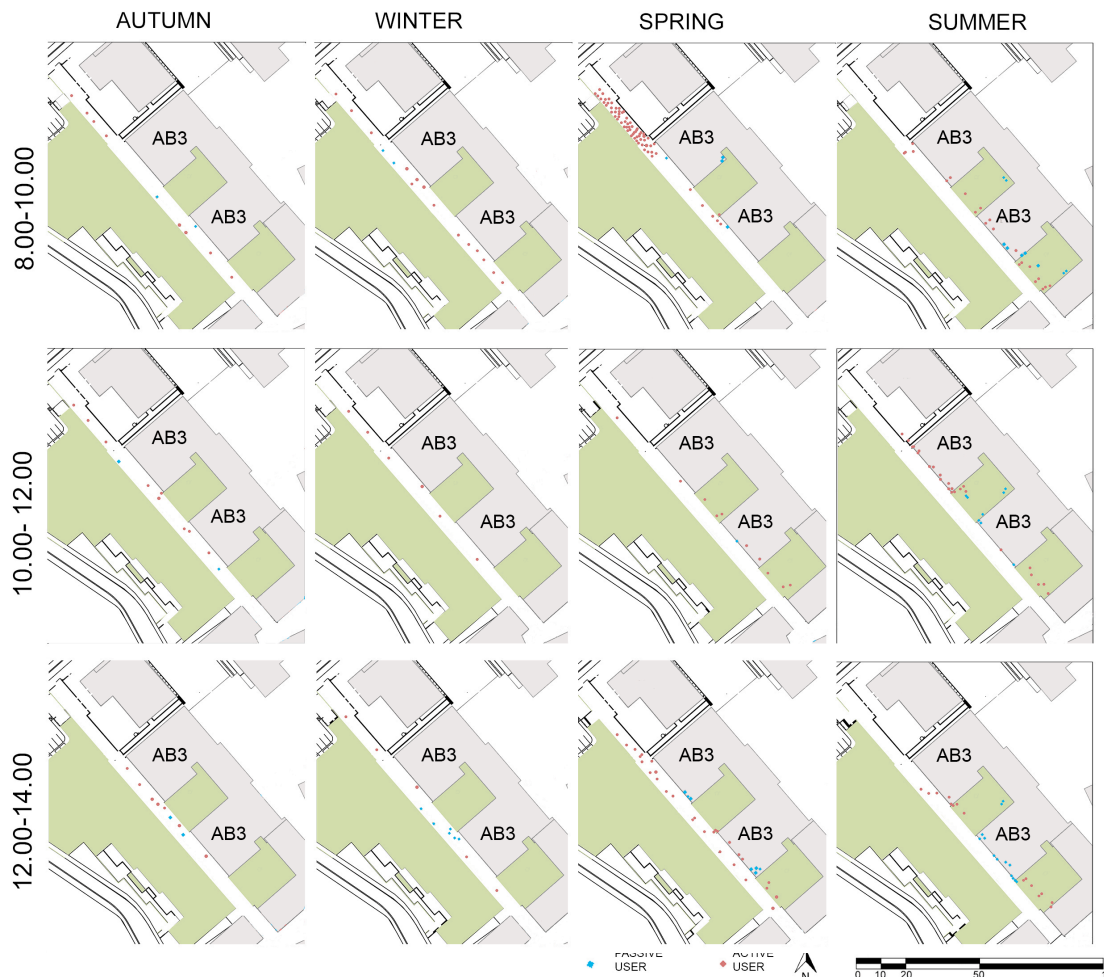 AUTUMN WINTER SPRING SUMMER
8.00-10.00
AB3 AB3 AB3 AB3
AB3 AB3 AB3 AB3
10.00- 12.00
AB3 AB3 AB3 AB3
AB3 AB3 AB3 AB3
12.00-14.00
AB3 AB3 AB3 AB3
AB3 AB3 AB3 AB3
PASSIVE ACTIVE
USER USER N
0 10 20 50